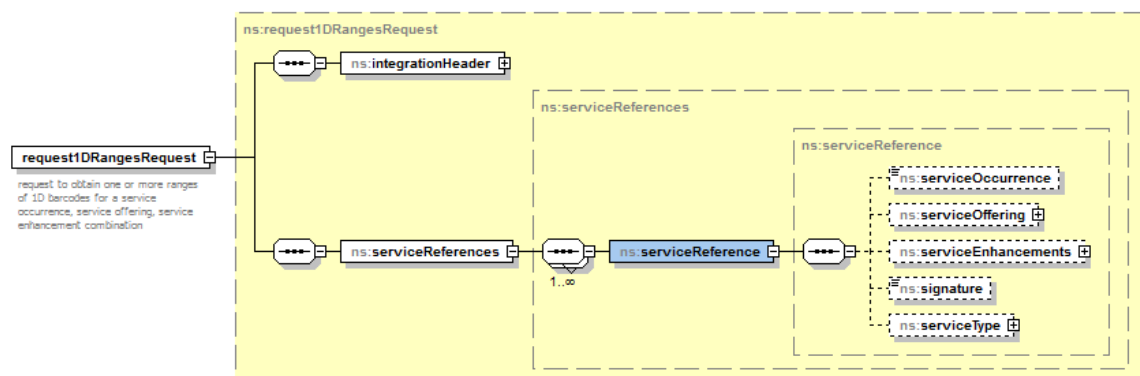 ns:request1DRangesRequest
ns:integrationHeader
ns:serviceReferences
ns:serviceReference
request1DRangesRequest
request to obtain one or more ranges
of 1D barcodes for a service
occurrence, service offering, service
enhancement combination
ns:serviceOccurrence
ns:serviceOffering
ns:serviceReferences
ns:serviceReference
ns:serviceEnhancements
1..∞
ns:signature
ns:serviceType